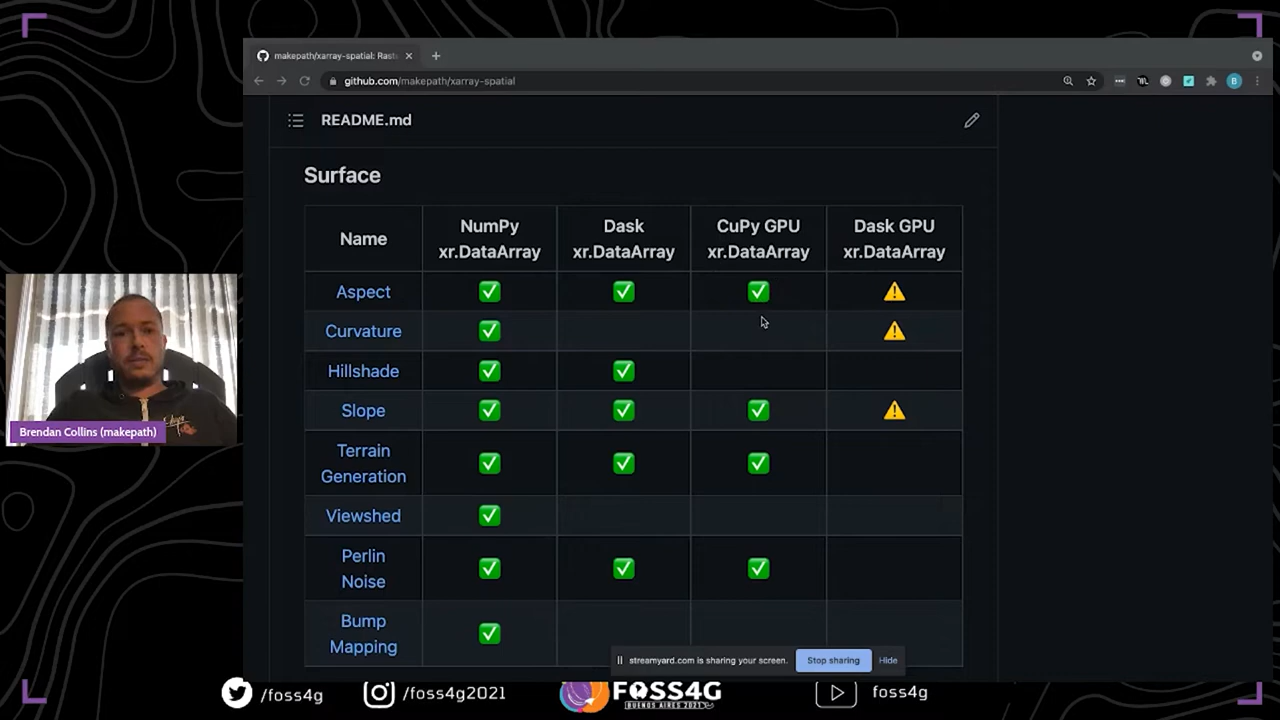 makepath/xarray-spatial: Rast
github.com/makepath/xarray-spatial
README.md
Surface
Name
NumPy
xr.DataArray
Dask
xr.DataArray
CuPy GPU
xr.DataArray
Dask GPU
xr.DataArray
Aspect
Curvature
Hillshade
Slope
Terrain
Generation
Viewshed
Perlin
Noise
Bump
Mapping
Brendan Collins (makepath)
streamyard.com is sharing your screen.
Stop sharing
Hide
/foss4g
/foss4g2021
FOSS4G
BUENOS AIRES 2021
foss4g